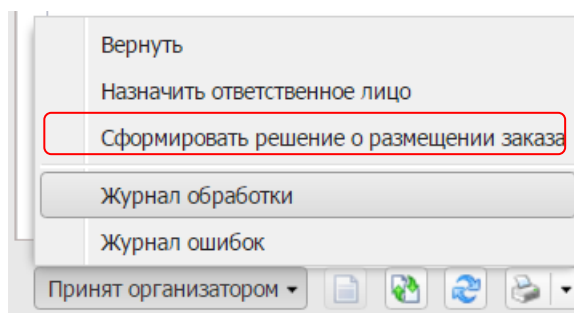 Вернуть
Назначить ответственное лицо
Сформировать решение о размещении заказа
Журнал обработки
Журнал ошибок
Принят организатором